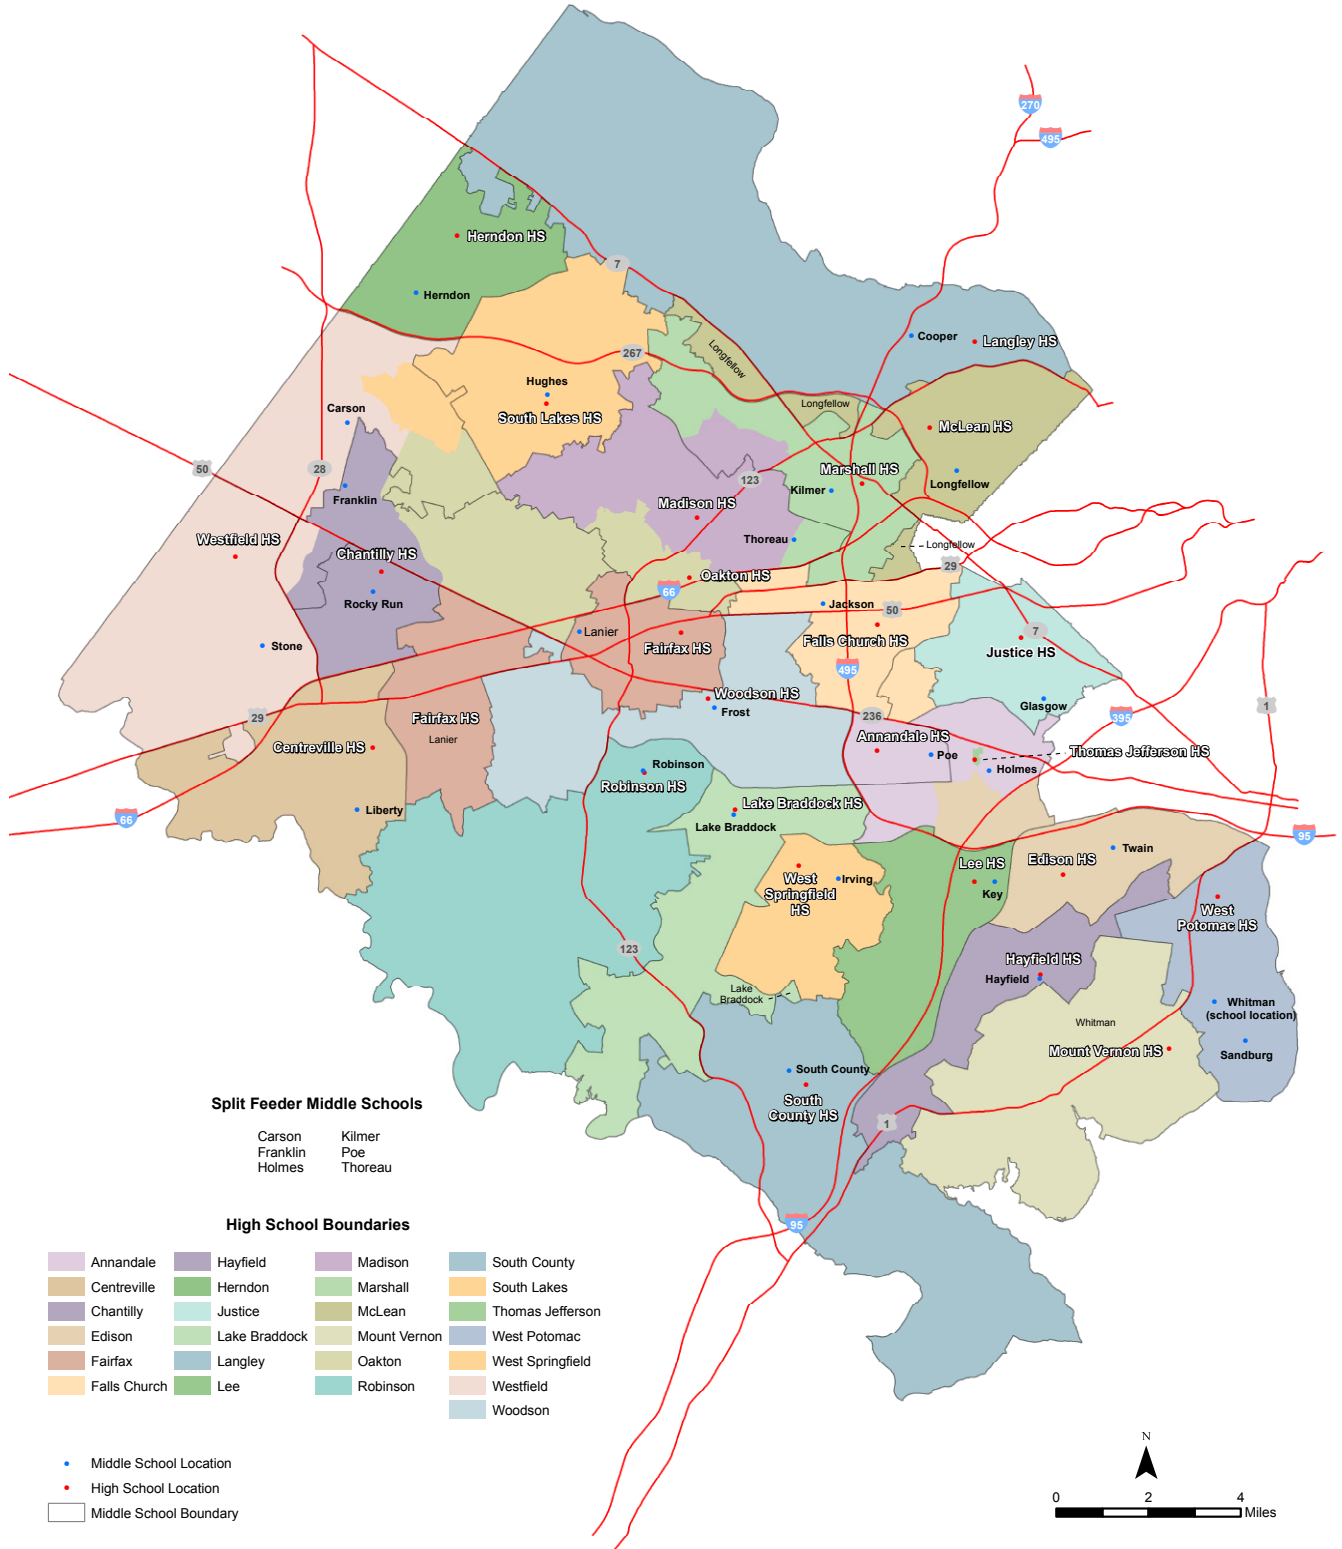 270
495
Herndon HS
7
Herndon
Cooper
Langley HS
267
Longfellow
Hughes
South Lakes HS
Longfellow
Carson
McLean HS
50
28
123
Marshall HS
Kilmer
Longfellow
Franklin
Madison HS
Thoreau
Westfield HS
Chantilly HS
Longfellow
29
Oakton HS
66
Rocky Run
Jackson
50
Lanier
7
Stone
Fairfax HS
Falls Church HS
Justice HS
495
Woodson HS
Frost
Glasgow
29
Fairfax HS
Lanier
236
395
1
Centreville HS
Annandale HS
Poe
Thomas Jefferson HS
Holmes
Robinson
Robinson HS
Liberty
66
Lake Braddock HS
Lake Braddock
95
Twain
Lee HS
Edison HS
West
Springfield
HS
Irving
Key
West
Potomac HS
123
Hayfield HS
Hayfield
Lake
Braddock
Whitman
(school location)
Whitman
Mount Vernon HS
Sandburg
South County
South
County HS
1
95
Split Feeder Middle Schools
Carson Kilmer
Franklin Poe
Holmes Thoreau
High School Boundaries
Annandale Hayfield Madison South County
Centreville Herndon Marshall South Lakes
Chantilly Justice McLean Thomas Jefferson
Edison Lake Braddock Mount Vernon West Potomac
Fairfax Langley Oakton West Springfield
Falls Church Lee Robinson Westfield
Woodson
Middle School Location
High School Location
Middle School Boundary
N
0 2 4
Miles